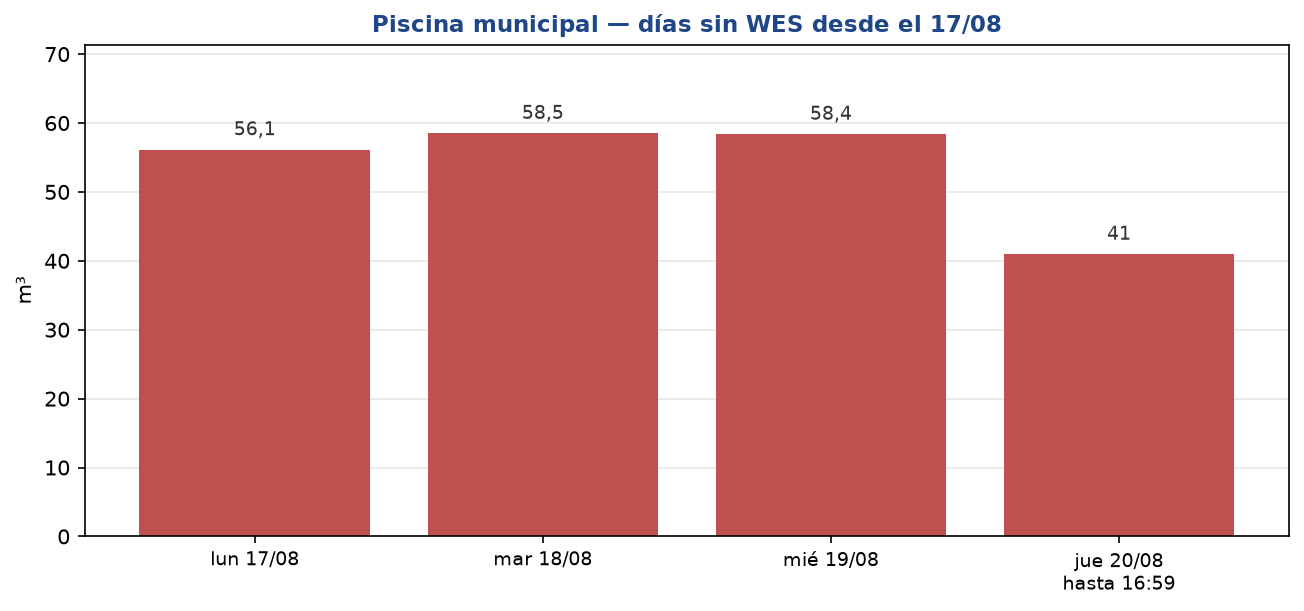 Piscina municipal — días sin WES desde el 17/08
m³
70
60
50
40
30
20
10
0
56,1
58,5
58,4
41
lun 17/08
mar 18/08
mié 19/08
jue 20/08
hasta 16:59